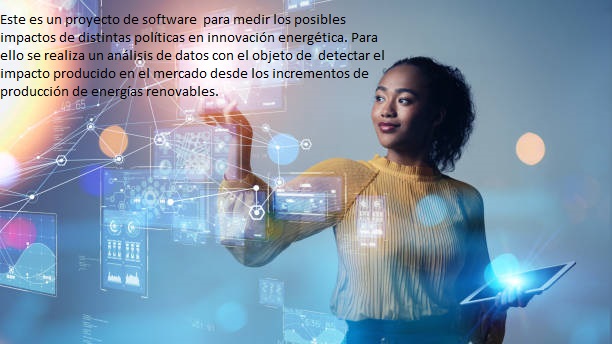 Este es un proyecto de software para medir los posibles
impactos de distintas políticas en innovación energética. Para
ello se realiza un análisis de datos con el objeto de detectar el
impacto producido en el mercado desde los incrementos de
producción de energías renovables.
49 65